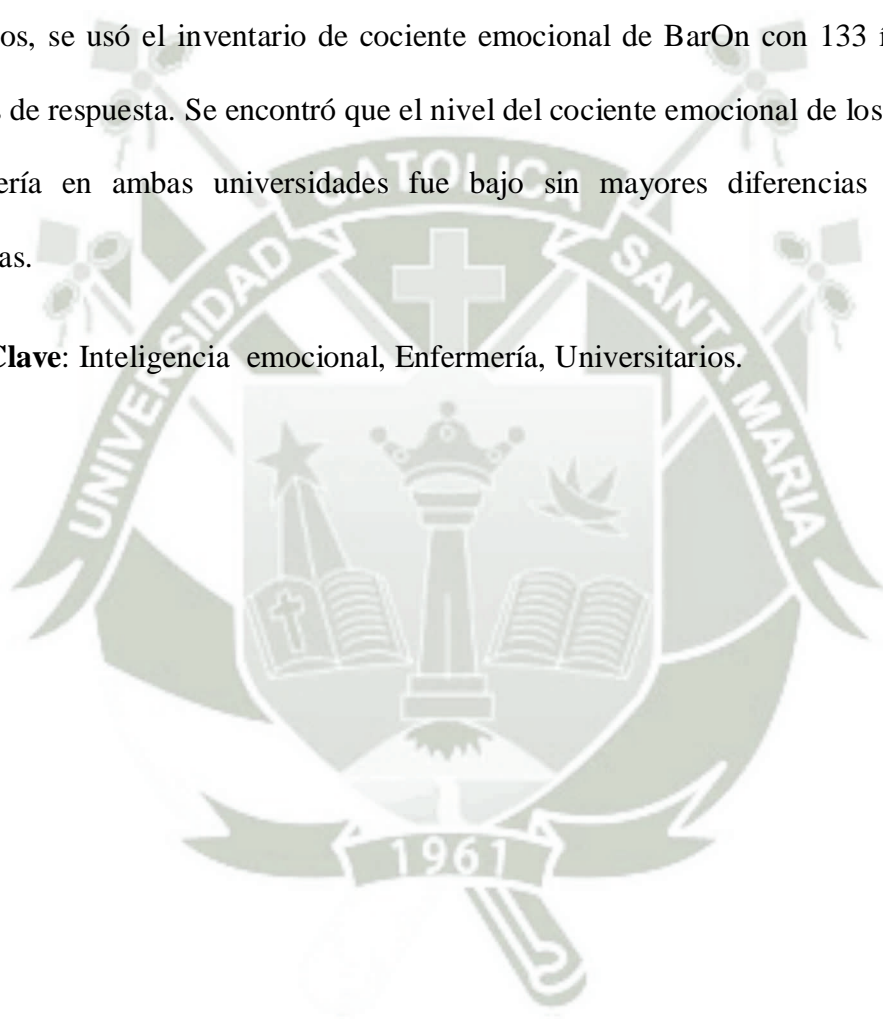 os, se usó el inventario de cociente emocional de BarOn con 133
de respuesta. Se encontró que el nivel del cociente emocional de los
ería en ambas universidades fue bajo sin mayores diferencias
as.
Clave: Inteligencia emocional, Enfermería, Universitarios.
UNIVERSIDAD CATOLICA SANTA MARIA
1961